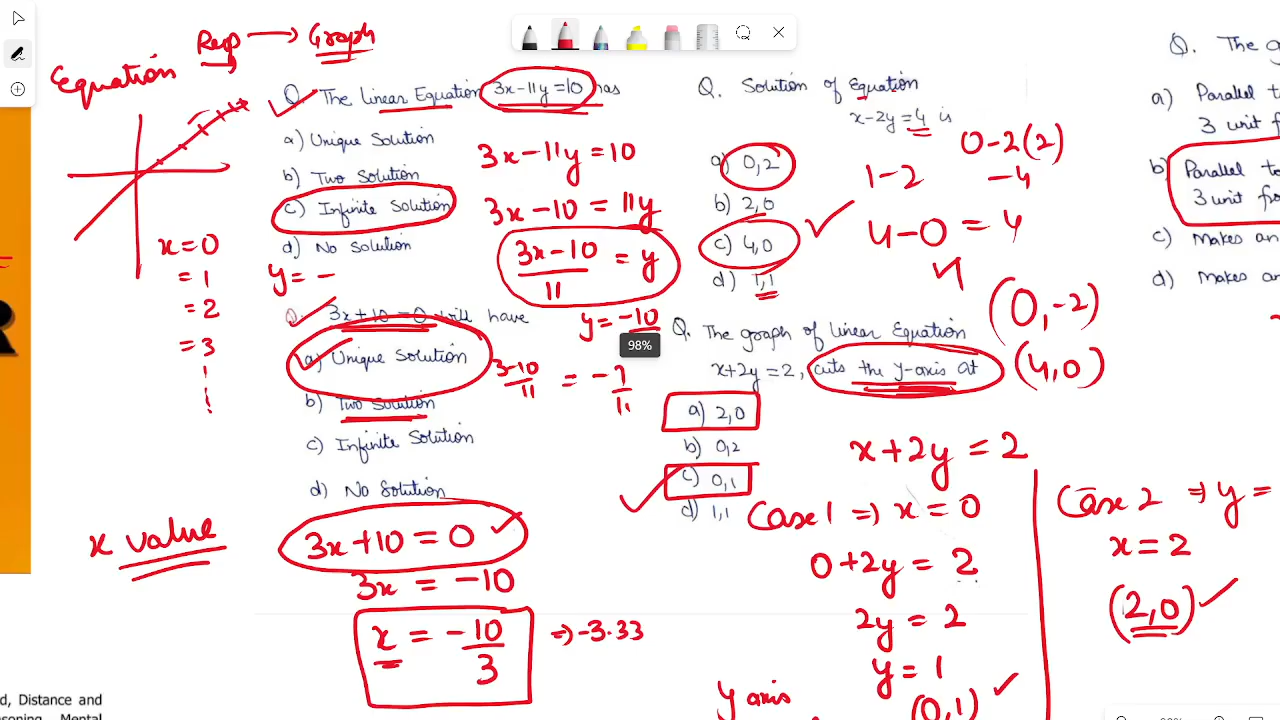 Resp → Graph
Equation
Q. The Linear Equation 3x-11y=10 has
a) Unique Solution
b) Two Solution
c) Infinite Solution
d) No Solution
x=0
=1
=2
=3
y= -
3x-11y=10
3x-10 = 11y
3x-10/11 = y
y= -10
3-10/11 = -7
98%
Q. 3x+10=0 will have
a) Unique Solution
b) Two Solution
c) Infinite Solution
d) No Solution
x value
3x+10=0
3x = -10
x = -10/3
⇒ -3.33
Q. Solution of Equation
x-2y=4 is
a) 0,2
b) 2,0
c) 4,0
d) 1,1
0-2(2)
-4
1-2
4-0 = 4
(0,-2)
(4,0)
Q. The graph of linear Equation
x+2y=2, cuts the y-axis at
a) 2,0
b) 0,2
c) 0,1
d) 1,1
x+2y=2
Case 1 ⇒ x=0
0+2y = 2
2y = 2
y = 1
(0,1)
y axis
Case 2 ⇒ y=
x=2
(2,0)
Q. The g
a) Parallel t
3 unit f
b) Parallel to
3 unit fro
c) Makes an
d) Makes a
d, Distance and
Mental